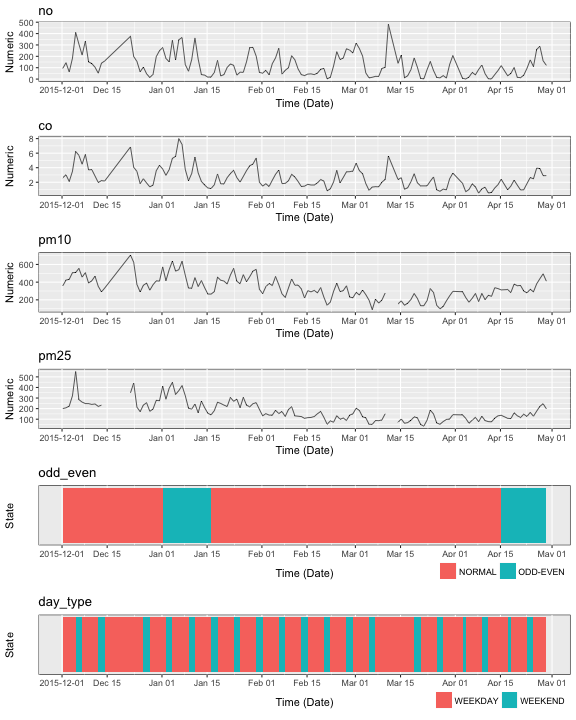 no
Numeric
500
400
300
200
100
0
2015-12-01 Dec 15 Jan 01 Jan 15 Feb 01 Feb 15 Mar 01 Mar 15 Apr 01 Apr 15 May 01
Time (Date)
co
Numeric
8
6
4
2
2015-12-01 Dec 15 Jan 01 Jan 15 Feb 01 Feb 15 Mar 01 Mar 15 Apr 01 Apr 15 May 01
Time (Date)
pm10
Numeric
600
400
200
2015-12-01 Dec 15 Jan 01 Jan 15 Feb 01 Feb 15 Mar 01 Mar 15 Apr 01 Apr 15 May 01
Time (Date)
pm25
Numeric
500
400
300
200
100
2015-12-01 Dec 15 Jan 01 Jan 15 Feb 01 Feb 15 Mar 01 Mar 15 Apr 01 Apr 15 May 01
Time (Date)
odd_even
State
2015-12-01 Dec 15 Jan 01 Jan 15 Feb 01 Feb 15 Mar 01 Mar 15 Apr 01 Apr 15 May 01
Time (Date)
NORMAL ODD-EVEN
day_type
State
2015-12-01 Dec 15 Jan 01 Jan 15 Feb 01 Feb 15 Mar 01 Mar 15 Apr 01 Apr 15 May 01
Time (Date)
WEEKDAY WEEKEND